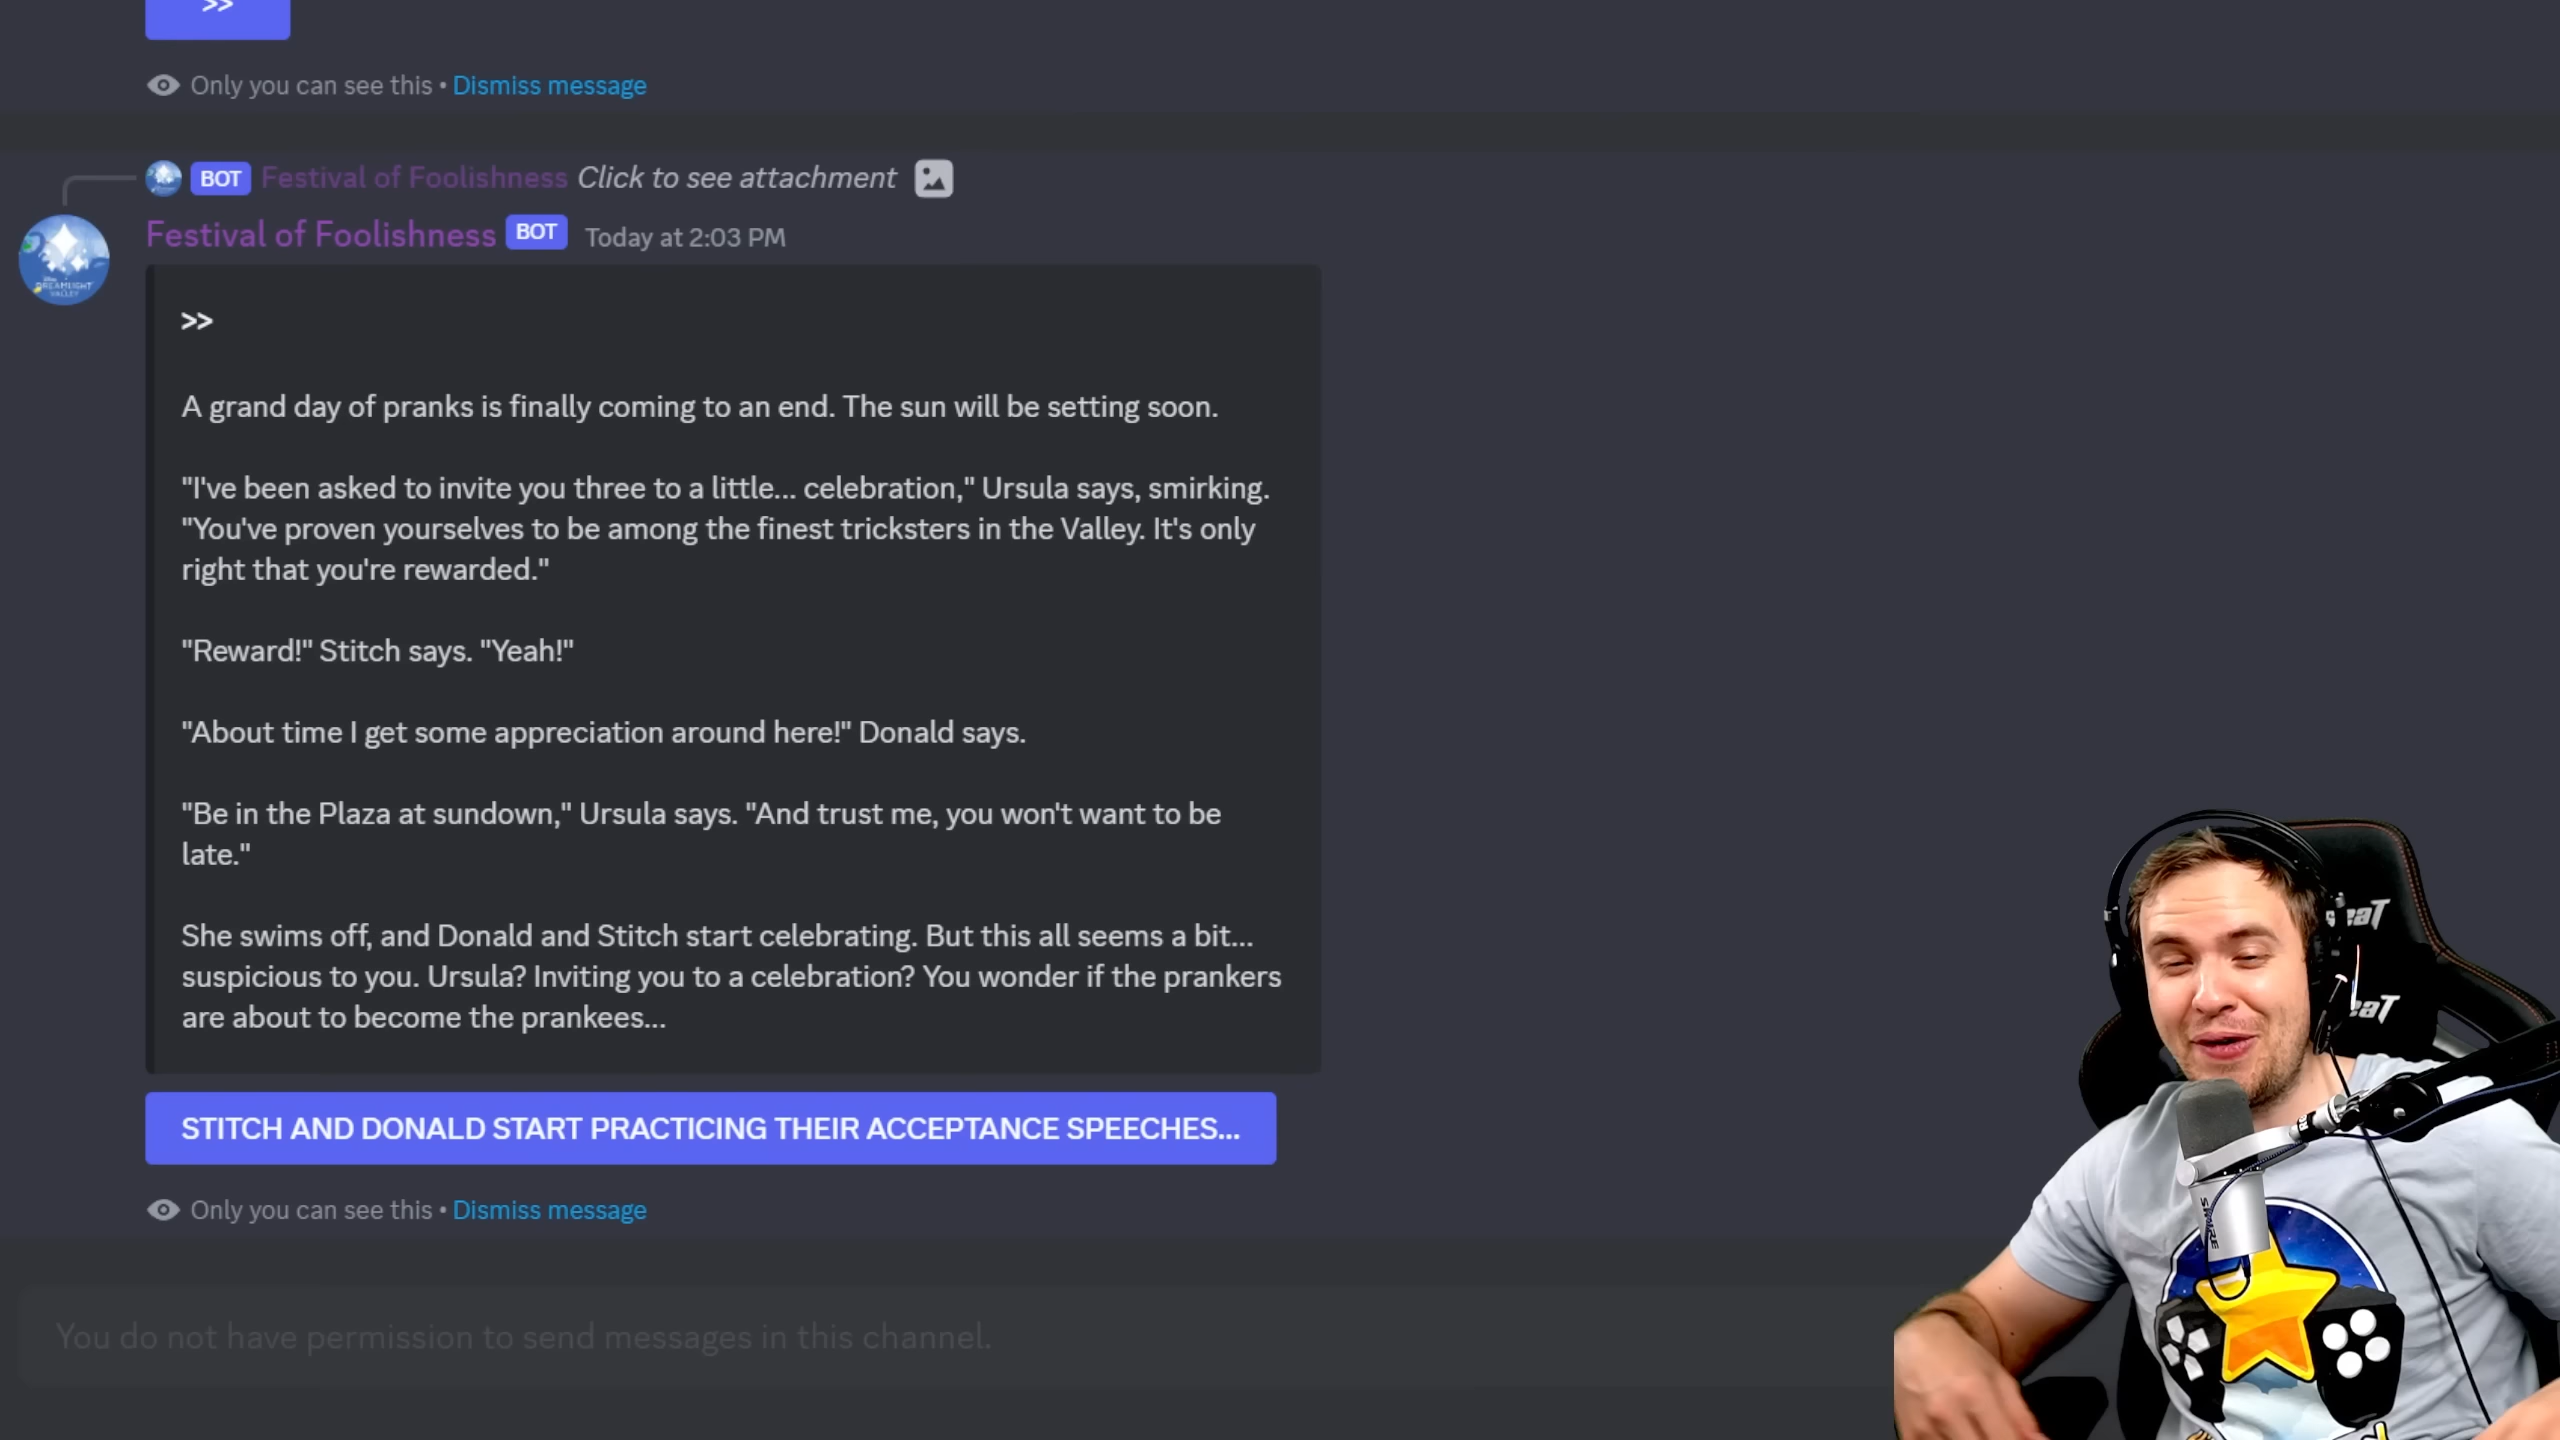 >>
Only you can see this • Dismiss message
BOT Festival of Foolishness Click to see attachment
Festival of Foolishness BOT Today at 2:03 PM
DREAMLIGHT
VALLEY
>>
A grand day of pranks is finally coming to an end. The sun will be setting soon.
"I've been asked to invite you three to a little... celebration," Ursula says, smirking.
"You've proven yourselves to be among the finest tricksters in the Valley. It's only
right that you're rewarded."
"Reward!" Stitch says. "Yeah!"
"About time I get some appreciation around here!" Donald says.
"Be in the Plaza at sundown," Ursula says. "And trust me, you won't want to be
late."
She swims off, and Donald and Stitch start celebrating. But this all seems a bit...
suspicious to you. Ursula? Inviting you to a celebration? You wonder if the prankers
are about to become the prankees...
STITCH AND DONALD START PRACTICING THEIR ACCEPTANCE SPEECHES...
Only you can see this • Dismiss message
You do not have permission to send messages in this channel.
SHURE